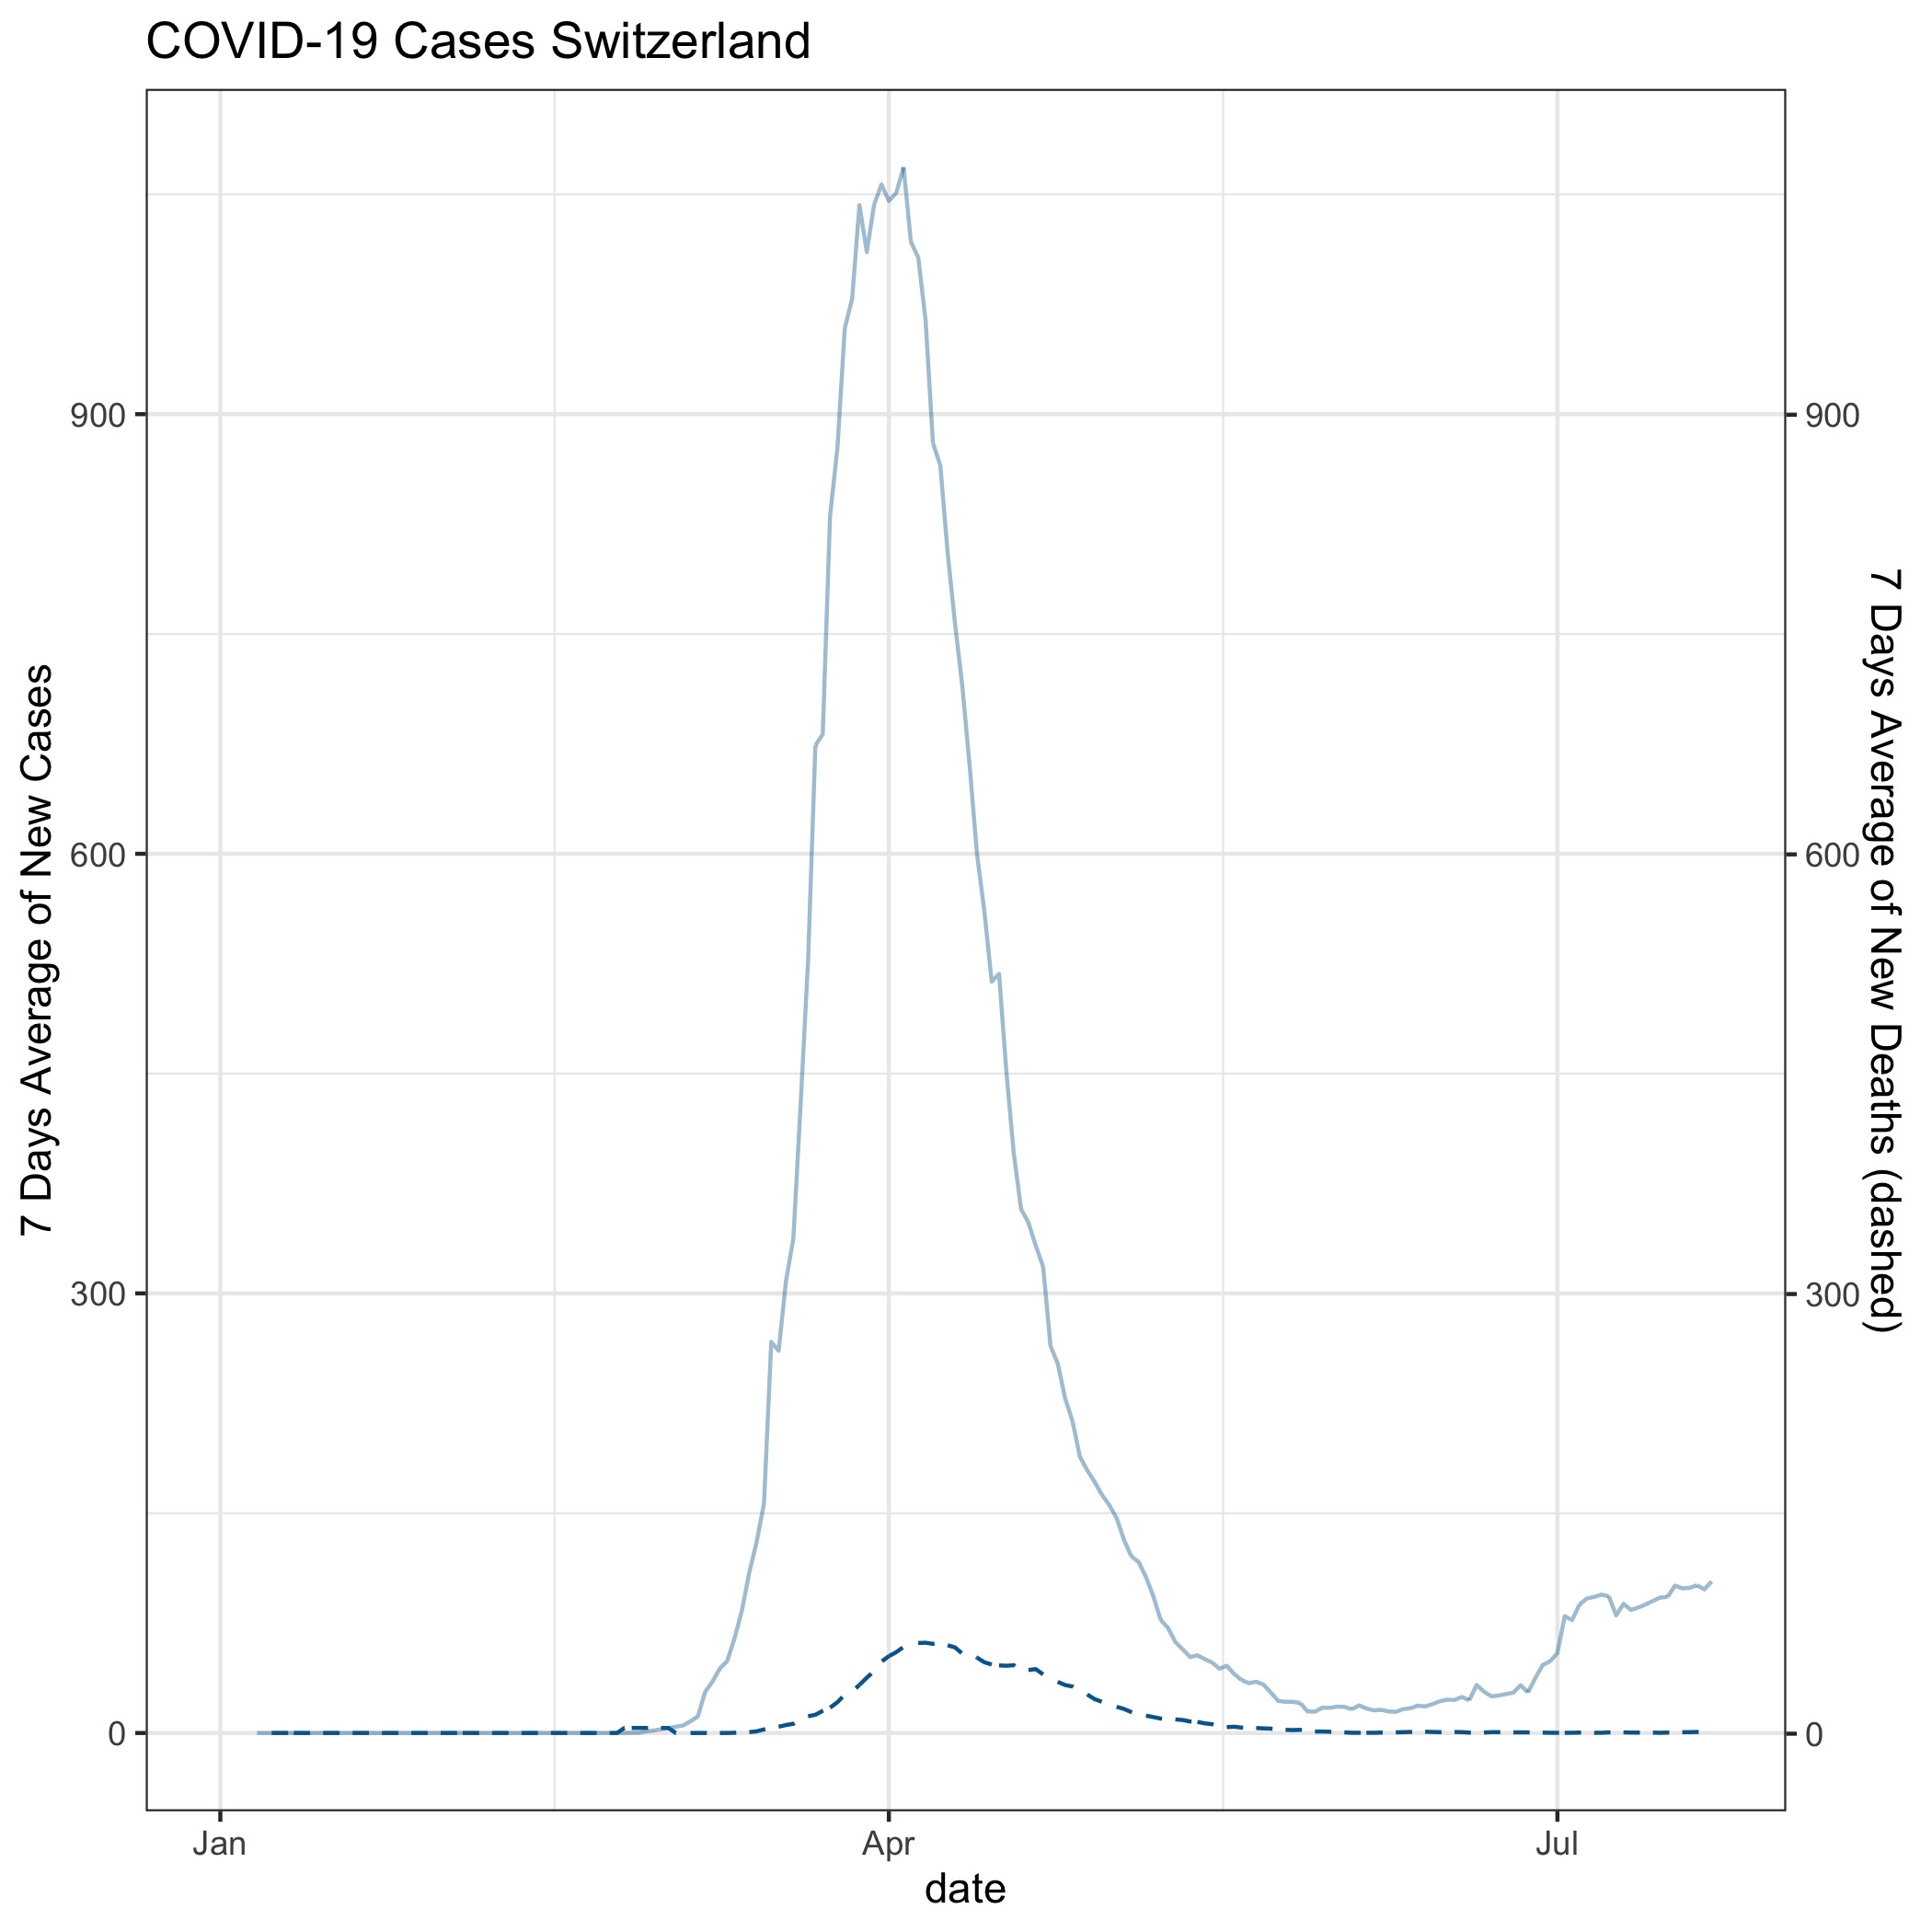 COVID-19 Cases Switzerland
7 Days Average of New Cases
900
600
300
0
900
600
300
0
7 Days Average of New Deaths (dashed)
Jan
Apr
Jul
date